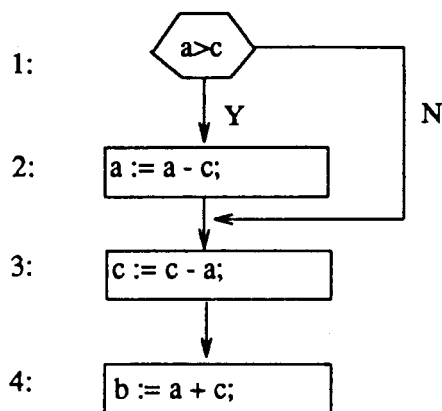 1: a>c
Y N
2: a := a - c;
3: c := c - a;
4: b := a + c;